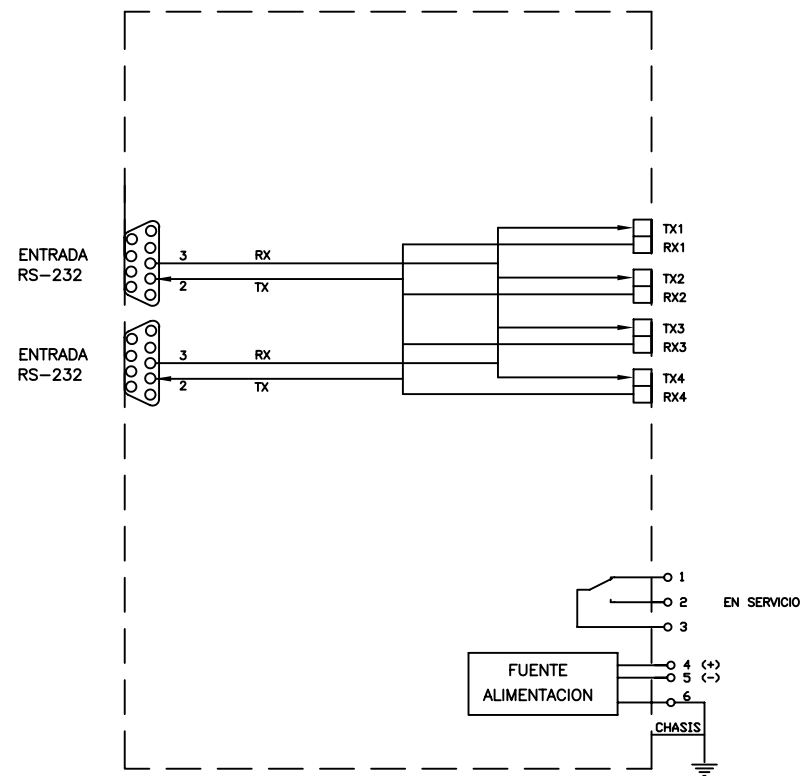 ENTRADA
RS-232
3
RX
2
TX
TX1
RX1
TX2
RX2
ENTRADA
RS-232
3
RX
2
TX
TX3
RX3
TX4
RX4
1
2
EN SERVICIO
3
FUENTE
ALIMENTACION
4 (+)
5 (-)
6
CHASIS